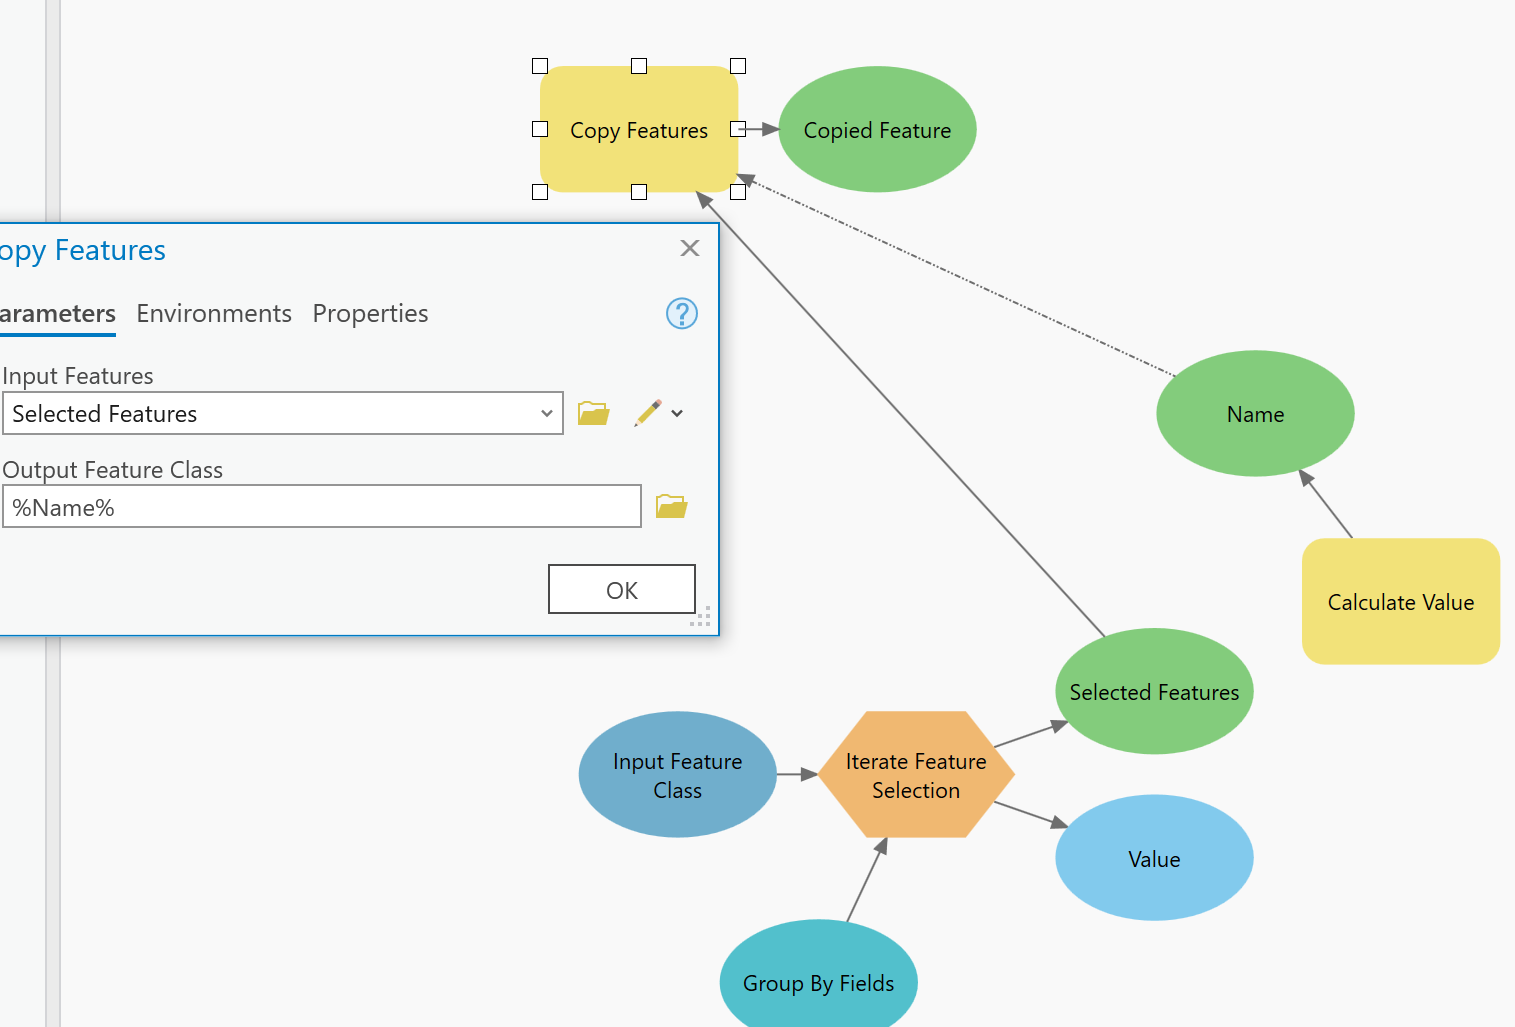 Copy Features
Copied Feature
opy Features
arameters Environments Properties
?
Input Features
Selected Features
Output Feature Class
%Name%
OK
Name
Calculate Value
Selected Features
Input Feature
Class
Iterate Feature
Selection
Value
Group By Fields